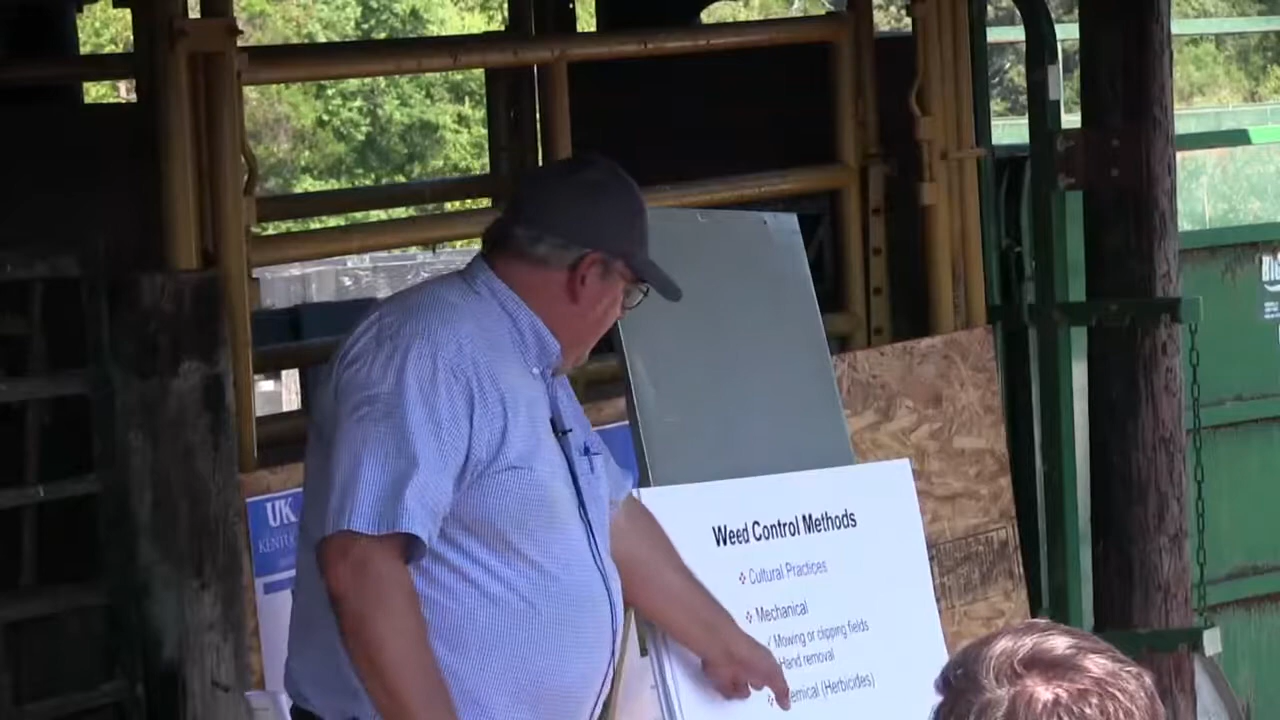 UK
Weed Control Methods
Cultural Practices
Mechanical
Mowing or clipping fields
Hand removal
(Herbicides)